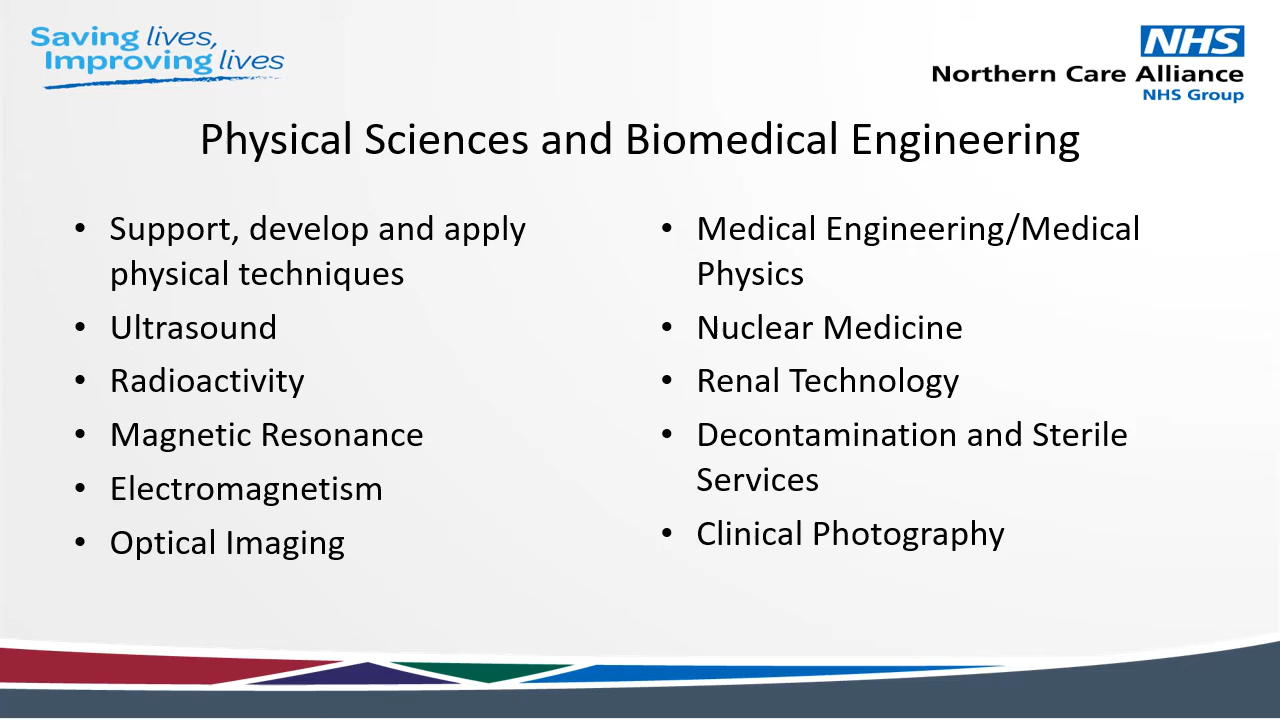 Saving lives,
Improving lives
NHS
Northern Care Alliance
NHS Group
Physical Sciences and Biomedical Engineering
• Support, develop and apply
physical techniques
• Ultrasound
• Radioactivity
• Magnetic Resonance
• Electromagnetism
• Optical Imaging
• Medical Engineering/Medical
Physics
• Nuclear Medicine
• Renal Technology
• Decontamination and Sterile
Services
• Clinical Photography